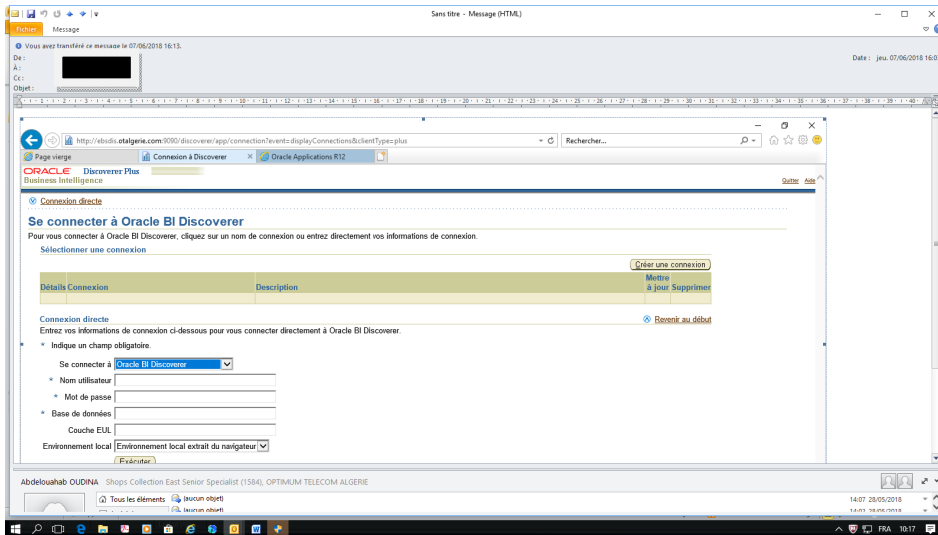 Sans titre - Message (HTML)
Fichier Message
Vous avez transféré ce message le 07/06/2018 16:13.
De : Date : jeu. 07/06/2018 16:0
À :
Cc :
Objet :
http://ebsdis.otalgerie.com:9090/discoverer/app/connection?event=displayConnections&clientType=plus Rechercher...
Page vierge Connexion à Discoverer Oracle Applications R12
ORACLE Discoverer Plus
Business Intelligence Quitter Aide
Connexion directe
Se connecter à Oracle BI Discoverer
Pour vous connecter à Oracle BI Discoverer, cliquez sur un nom de connexion ou entrez directement vos informations de connexion.
Sélectionner une connexion
Créer une connexion
Détails Connexion Description Mettre à jour Supprimer
Connexion directe Revenir au début
Entrez vos informations de connexion ci-dessous pour vous connecter directement à Oracle BI Discoverer.
* Indique un champ obligatoire.
Se connecter à Oracle BI Discoverer
* Nom utilisateur
* Mot de passe
* Base de données
Couche EUL
Environnement local Environnement local extrait du navigateur
Exécuter
Abdelouahab OUDINA Shops Collection East Senior Specialist (1584), OPTIMUM TELECOM ALGERIE
Tous les éléments (aucun objet) 14:07 28/05/2018
(aucun objet) 14:02 28/05/2018
FRA 10:17